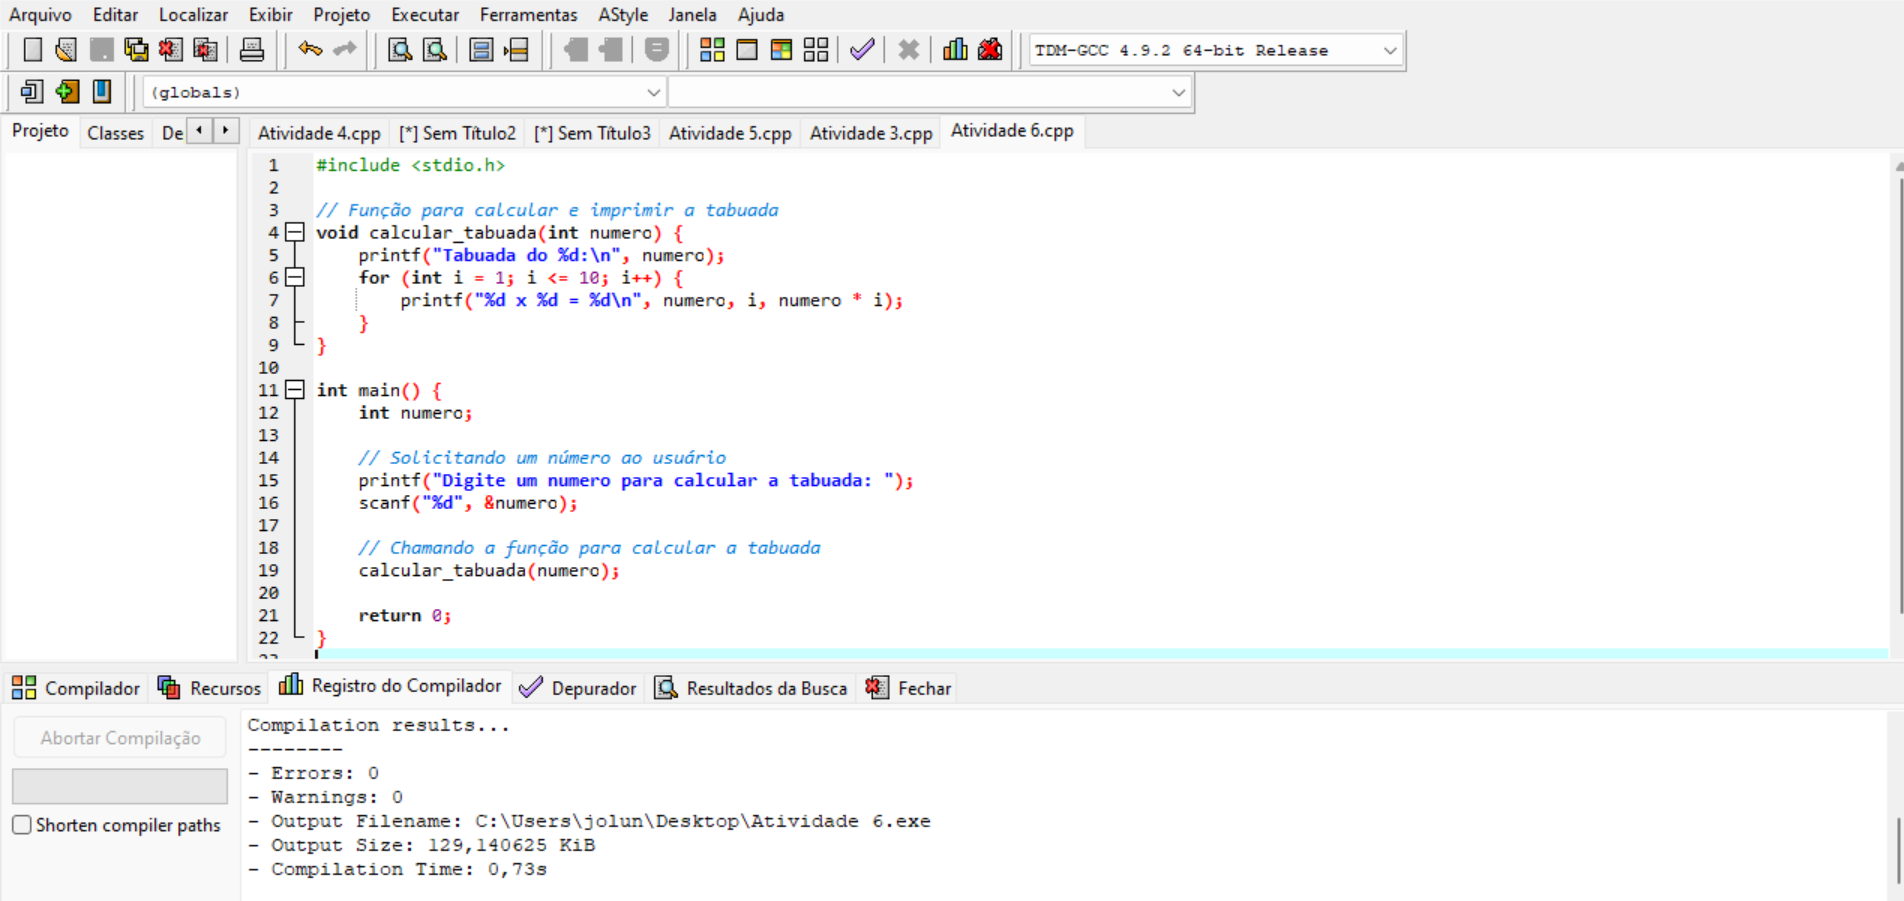 Arquivo Editar Localizar Exibir Projeto Executar Ferramentas AStyle Janela Ajuda
TDM-GCC 4.9.2 64-bit Release
(globals)
Projeto Classes De
Atividade 4.cpp [*] Sem Título2 [*] Sem Título3 Atividade 5.cpp Atividade 3.cpp Atividade 6.cpp
1 #include <stdio.h>
2
3 // Função para calcular e imprimir a tabuada
4 void calcular_tabuada(int numero) {
5 printf("Tabuada do %d:\n", numero);
6 for (int i = 1; i <= 10; i++) {
7 printf("%d x %d = %d\n", numero, i, numero * i);
8 }
9 }
10
11 int main() {
12 int numero;
13
14 // Solicitando um número ao usuário
15 printf("Digite um numero para calcular a tabuada: ");
16 scanf("%d", &numero);
17
18 // Chamando a função para calcular a tabuada
19 calcular_tabuada(numero);
20
21 return 0;
22 }
23
Compilador Recursos Registro do Compilador Depurador Resultados da Busca Fechar
Abortar Compilação
Shorten compiler paths
Compilation results...
--------
- Errors: 0
- Warnings: 0
- Output Filename: C:\Users\jolun\Desktop\Atividade 6.exe
- Output Size: 129,140625 KiB
- Compilation Time: 0,73s